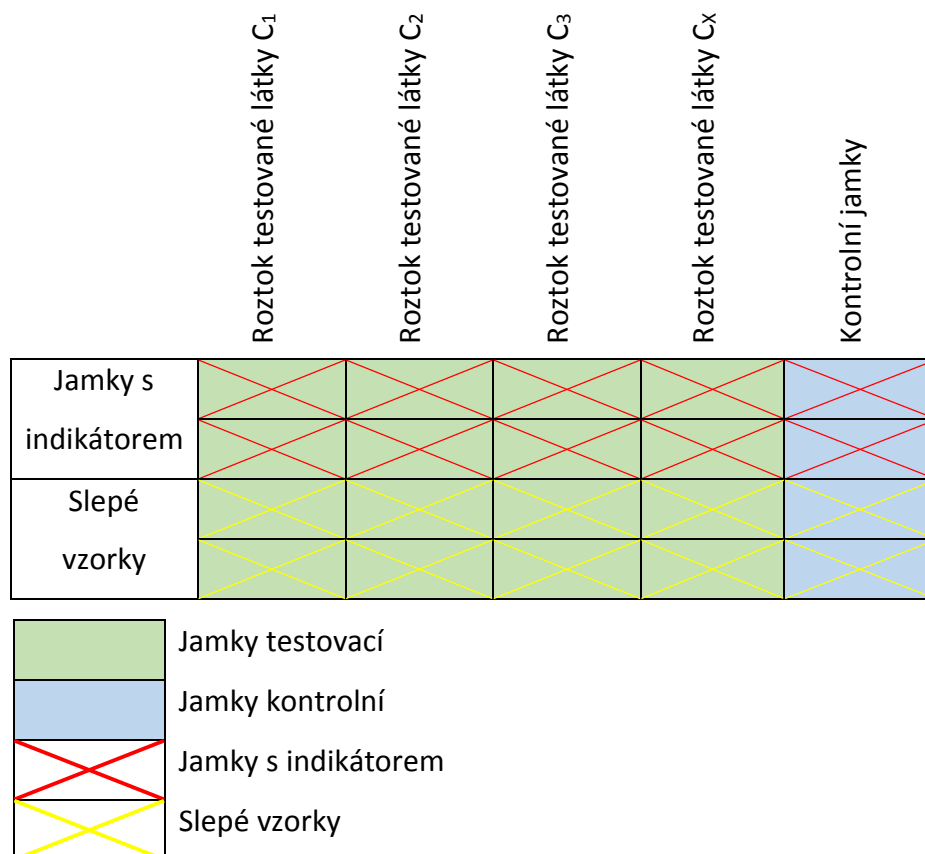 Roztok testované látky C₁
Roztok testované látky C₂
Roztok testované látky C₃
Roztok testované látky Cₓ
Kontrolní jamky
Jamky s
indikátorem
Slepé
vzorky
Jamky testovací
Jamky kontrolní
Jamky s indikátorem
Slepé vzorky